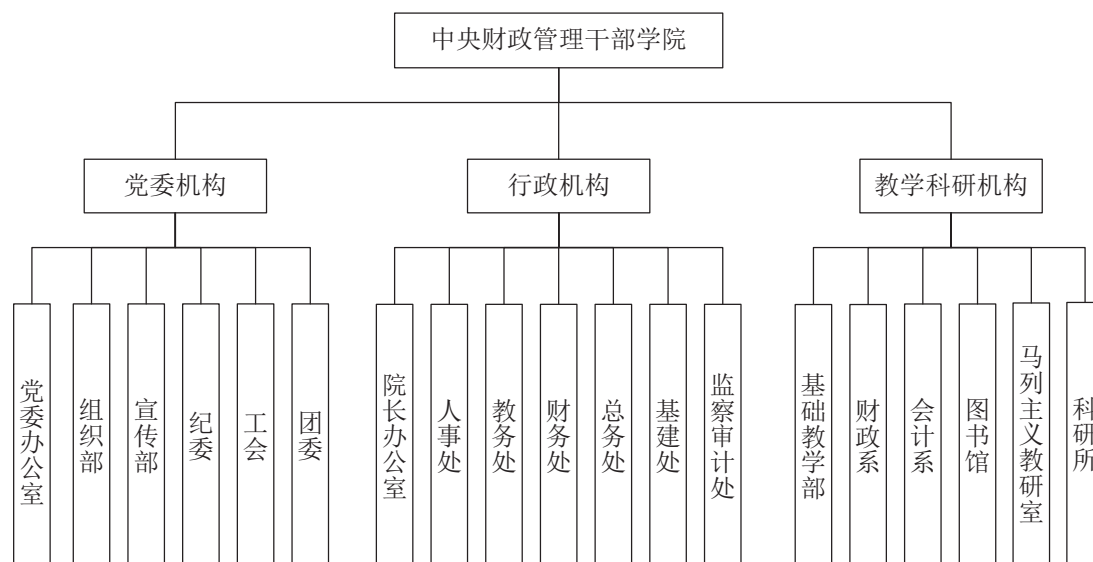 中央财政管理干部学院
党委机构
行政机构
教学科研机构
党委办公室
组织部
宣传部
纪委
工会
团委
院长办公室
人事处
教务处
财务处
总务处
基建处
监察审计处
基础教学部
财政系
会计系
图书馆
马列主义教研室
科研所